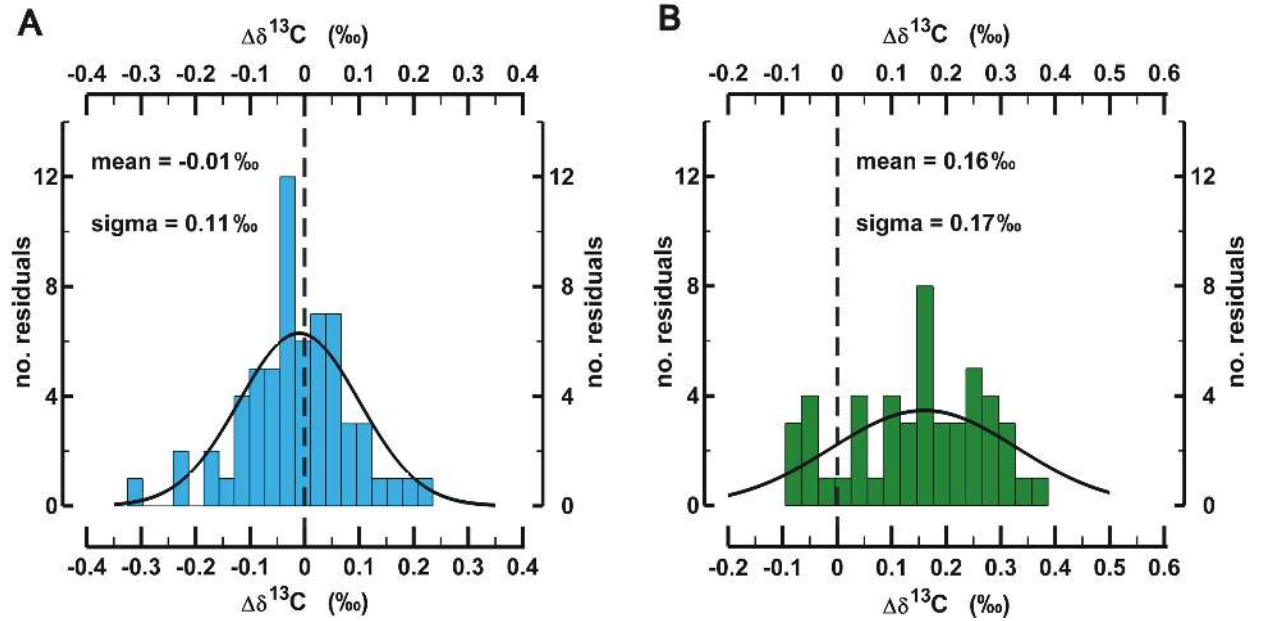 A
Δδ¹³C (‰)
-0.4 -0.3 -0.2 -0.1 0 0.1 0.2 0.3 0.4
mean = -0.01‰
sigma = 0.11‰
12
8
4
0
no. residuals
12
8
4
0
no. residuals
-0.4 -0.3 -0.2 -0.1 0 0.1 0.2 0.3 0.4
Δδ¹³C (‰)
B
Δδ¹³C (‰)
-0.2 -0.1 0 0.1 0.2 0.3 0.4 0.5 0.6
mean = 0.16‰
sigma = 0.17‰
12
8
4
0
no. residuals
12
8
4
0
no. residuals
-0.2 -0.1 0 0.1 0.2 0.3 0.4 0.5 0.6
Δδ¹³C (‰)